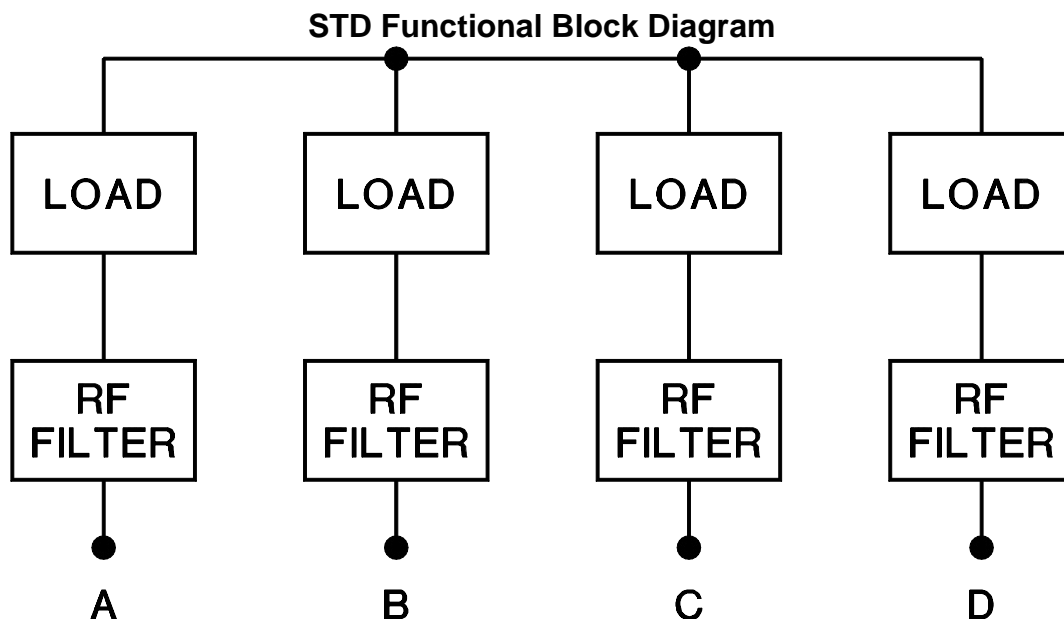 STD Functional Block Diagram
LOAD LOAD LOAD LOAD
RF RF RF RF
FILTER FILTER FILTER FILTER
A B C D